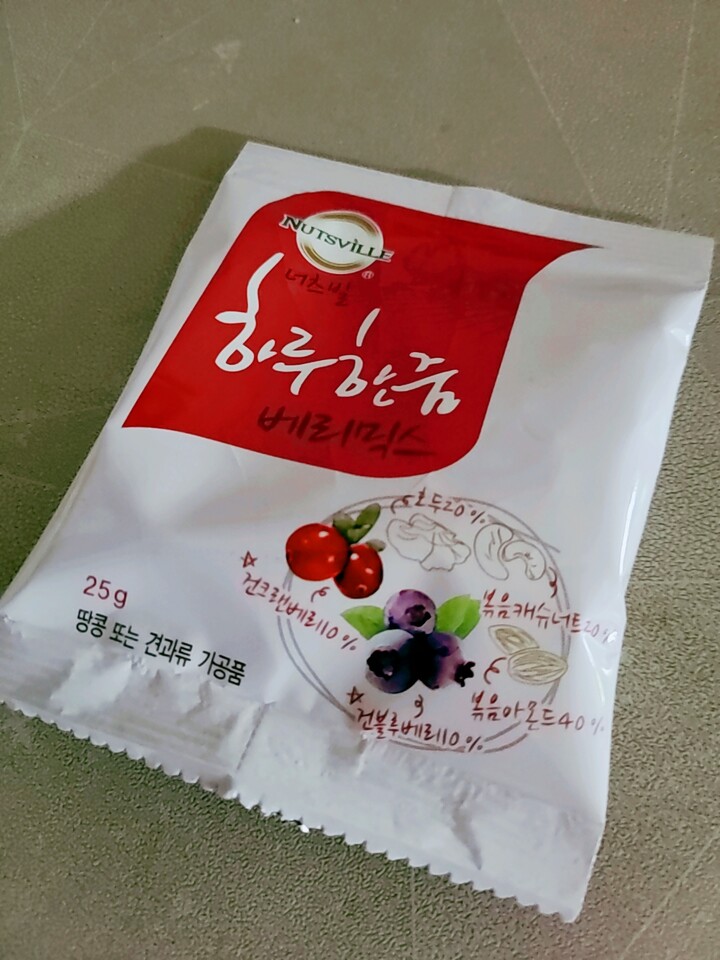 NUTSVILLE
®
너츠빌
하루한줌
베리믹스
호두20%
건크랜베리10%
볶음캐슈너트20%
볶음아몬드40%
건블루베리10%
25g
땅콩 또는 견과류 가공품